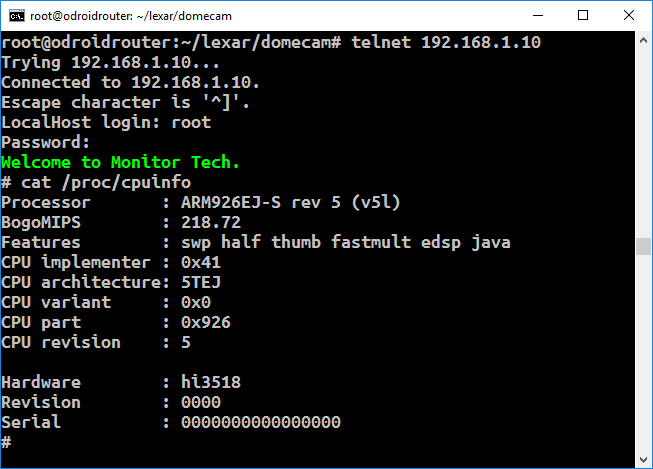 root@odroidrouter: ~/lexar/domecam
root@odroidrouter:~/lexar/domecam# telnet 192.168.1.10
Trying 192.168.1.10...
Connected to 192.168.1.10.
Escape character is '^]'.
LocalHost login: root
Password:
Welcome to Monitor Tech.
# cat /proc/cpuinfo
Processor       : ARM926EJ-S rev 5 (v5l)
BogoMIPS        : 218.72
Features        : swp half thumb fastmult edsp java
CPU implementer : 0x41
CPU architecture: 5TEJ
CPU variant     : 0x0
CPU part        : 0x926
CPU revision    : 5

Hardware        : hi3518
Revision        : 0000
Serial          : 0000000000000000
#